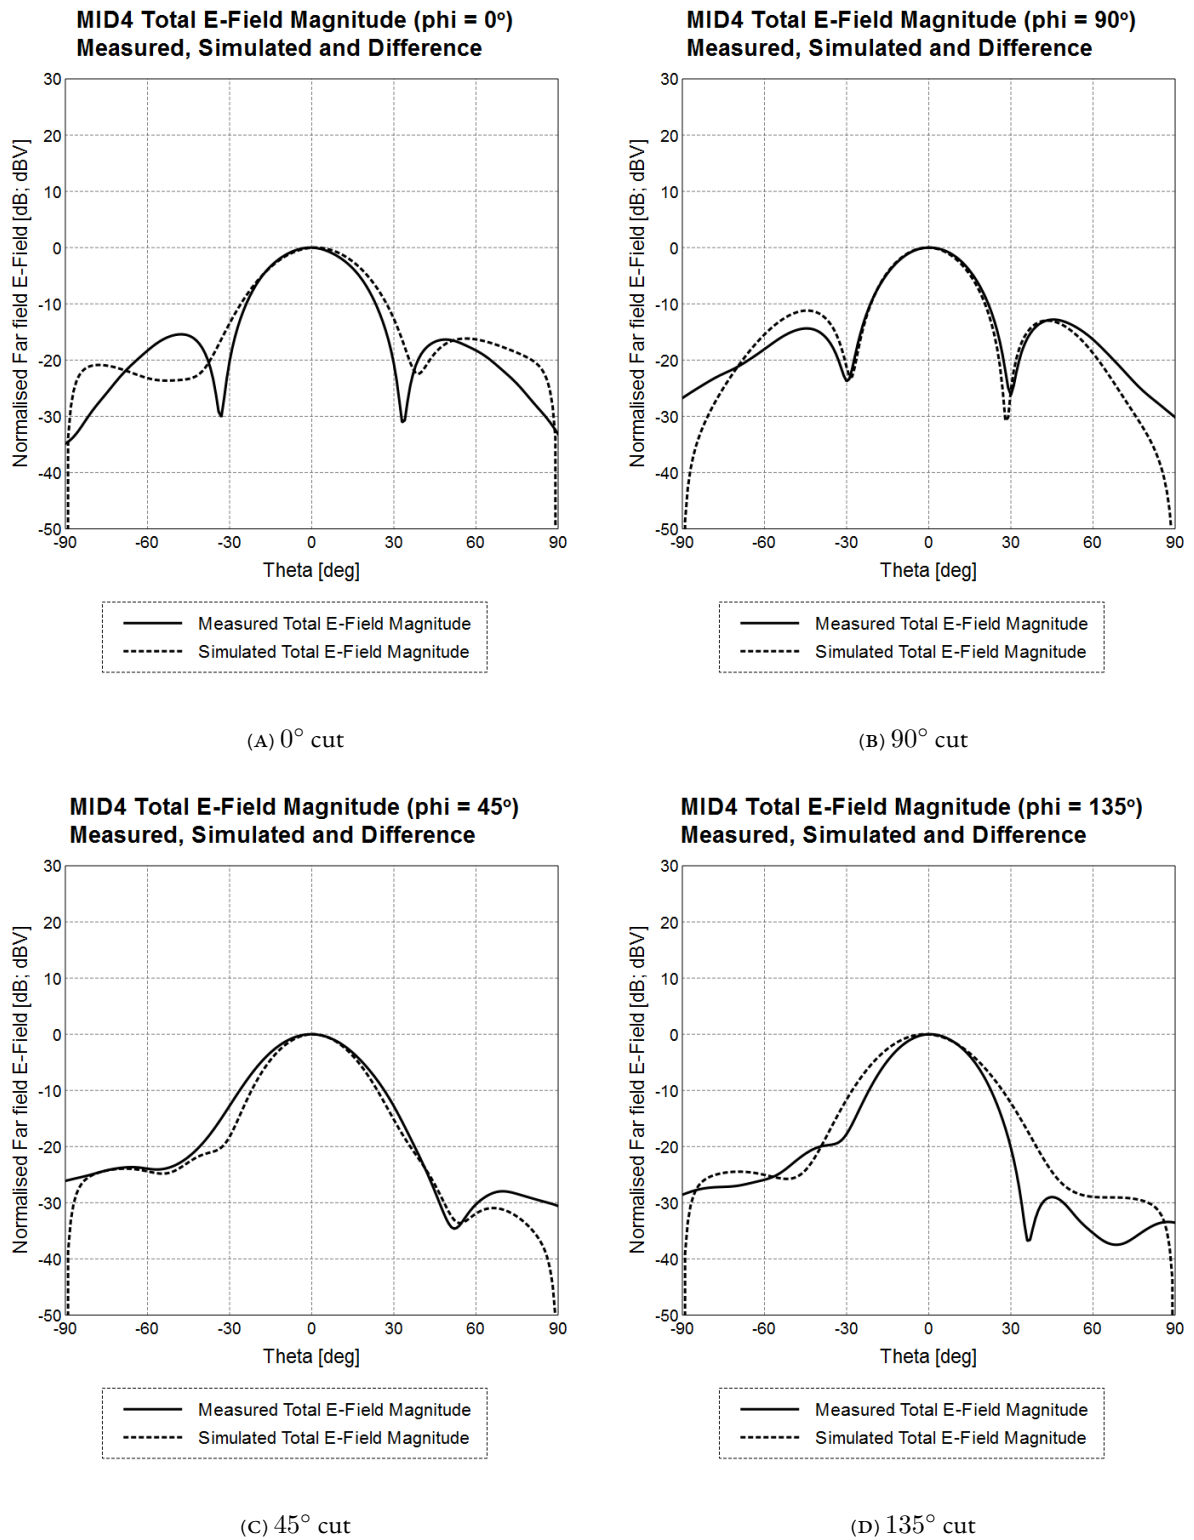 MID4 Total E-Field Magnitude (phi = 0º)
Measured, Simulated and Difference
Normalised Far field E-Field [dB; dBV]
30
20
10
0
-10
-20
-30
-40
-50
-90
-60
-30
0
30
60
90
Theta [deg]
Measured Total E-Field Magnitude
Simulated Total E-Field Magnitude
(A) 0° cut
MID4 Total E-Field Magnitude (phi = 90º)
Measured, Simulated and Difference
Normalised Far field E-Field [dB; dBV]
30
20
10
0
-10
-20
-30
-40
-50
-90
-60
-30
0
30
60
90
Theta [deg]
Measured Total E-Field Magnitude
Simulated Total E-Field Magnitude
(B) 90° cut
MID4 Total E-Field Magnitude (phi = 45º)
Measured, Simulated and Difference
Normalised Far field E-Field [dB; dBV]
30
20
10
0
-10
-20
-30
-40
-50
-90
-60
-30
0
30
60
90
Theta [deg]
Measured Total E-Field Magnitude
Simulated Total E-Field Magnitude
(C) 45° cut
MID4 Total E-Field Magnitude (phi = 135º)
Measured, Simulated and Difference
Normalised Far field E-Field [dB; dBV]
30
20
10
0
-10
-20
-30
-40
-50
-90
-60
-30
0
30
60
90
Theta [deg]
Measured Total E-Field Magnitude
Simulated Total E-Field Magnitude
(D) 135° cut